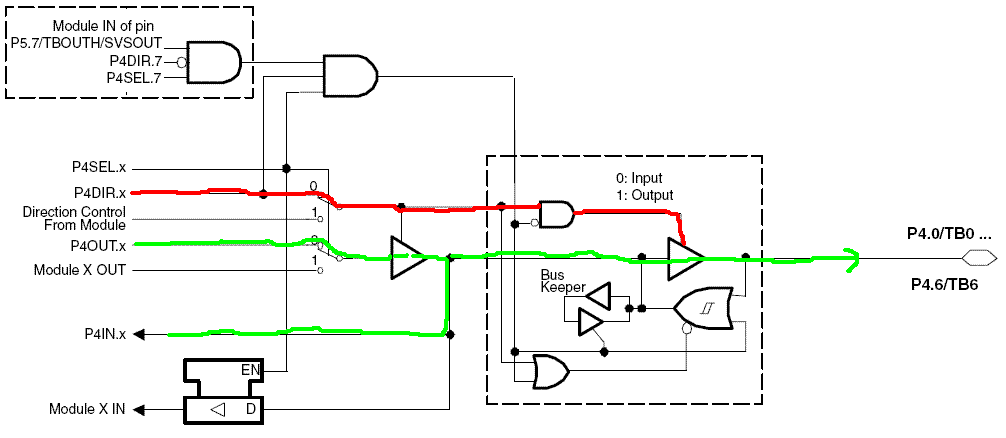 Module IN of pin
P5.7/TBOUTH/SVSOUT
P4DIR.7
P4SEL.7
P4SEL.x
P4DIR.x
0
Direction Control
From Module
1
P4OUT.x
0
Module X OUT
1
0: Input
1: Output
P4.0/TB0 ...
P4.6/TB6
Bus
Keeper
P4IN.x
EN
Module X IN
D